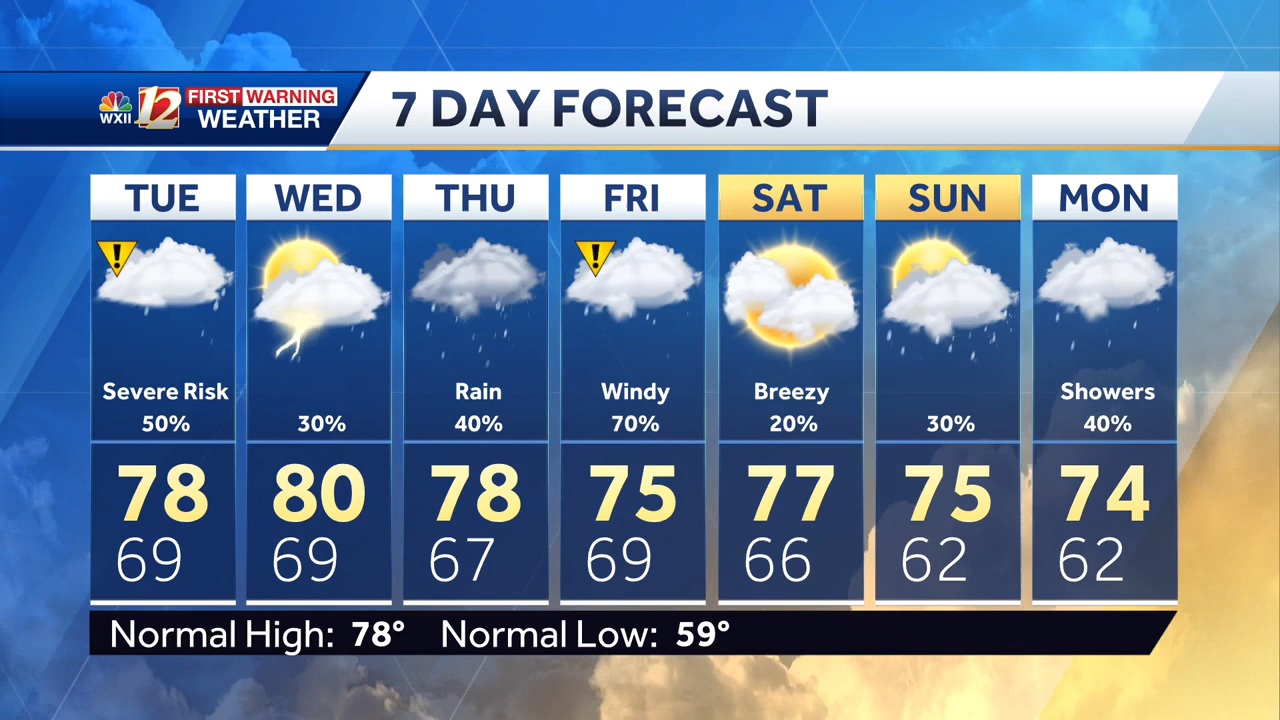 WXII 12 FIRST WARNING
WEATHER
7 DAY FORECAST
TUE WED THU FRI SAT SUN MON
! !
Severe Risk Rain Windy Breezy Showers
50% 30% 40% 70% 20% 30% 40%
78 80 78 75 77 75 74
69 69 67 69 66 62 62
Normal High: 78° Normal Low: 59°